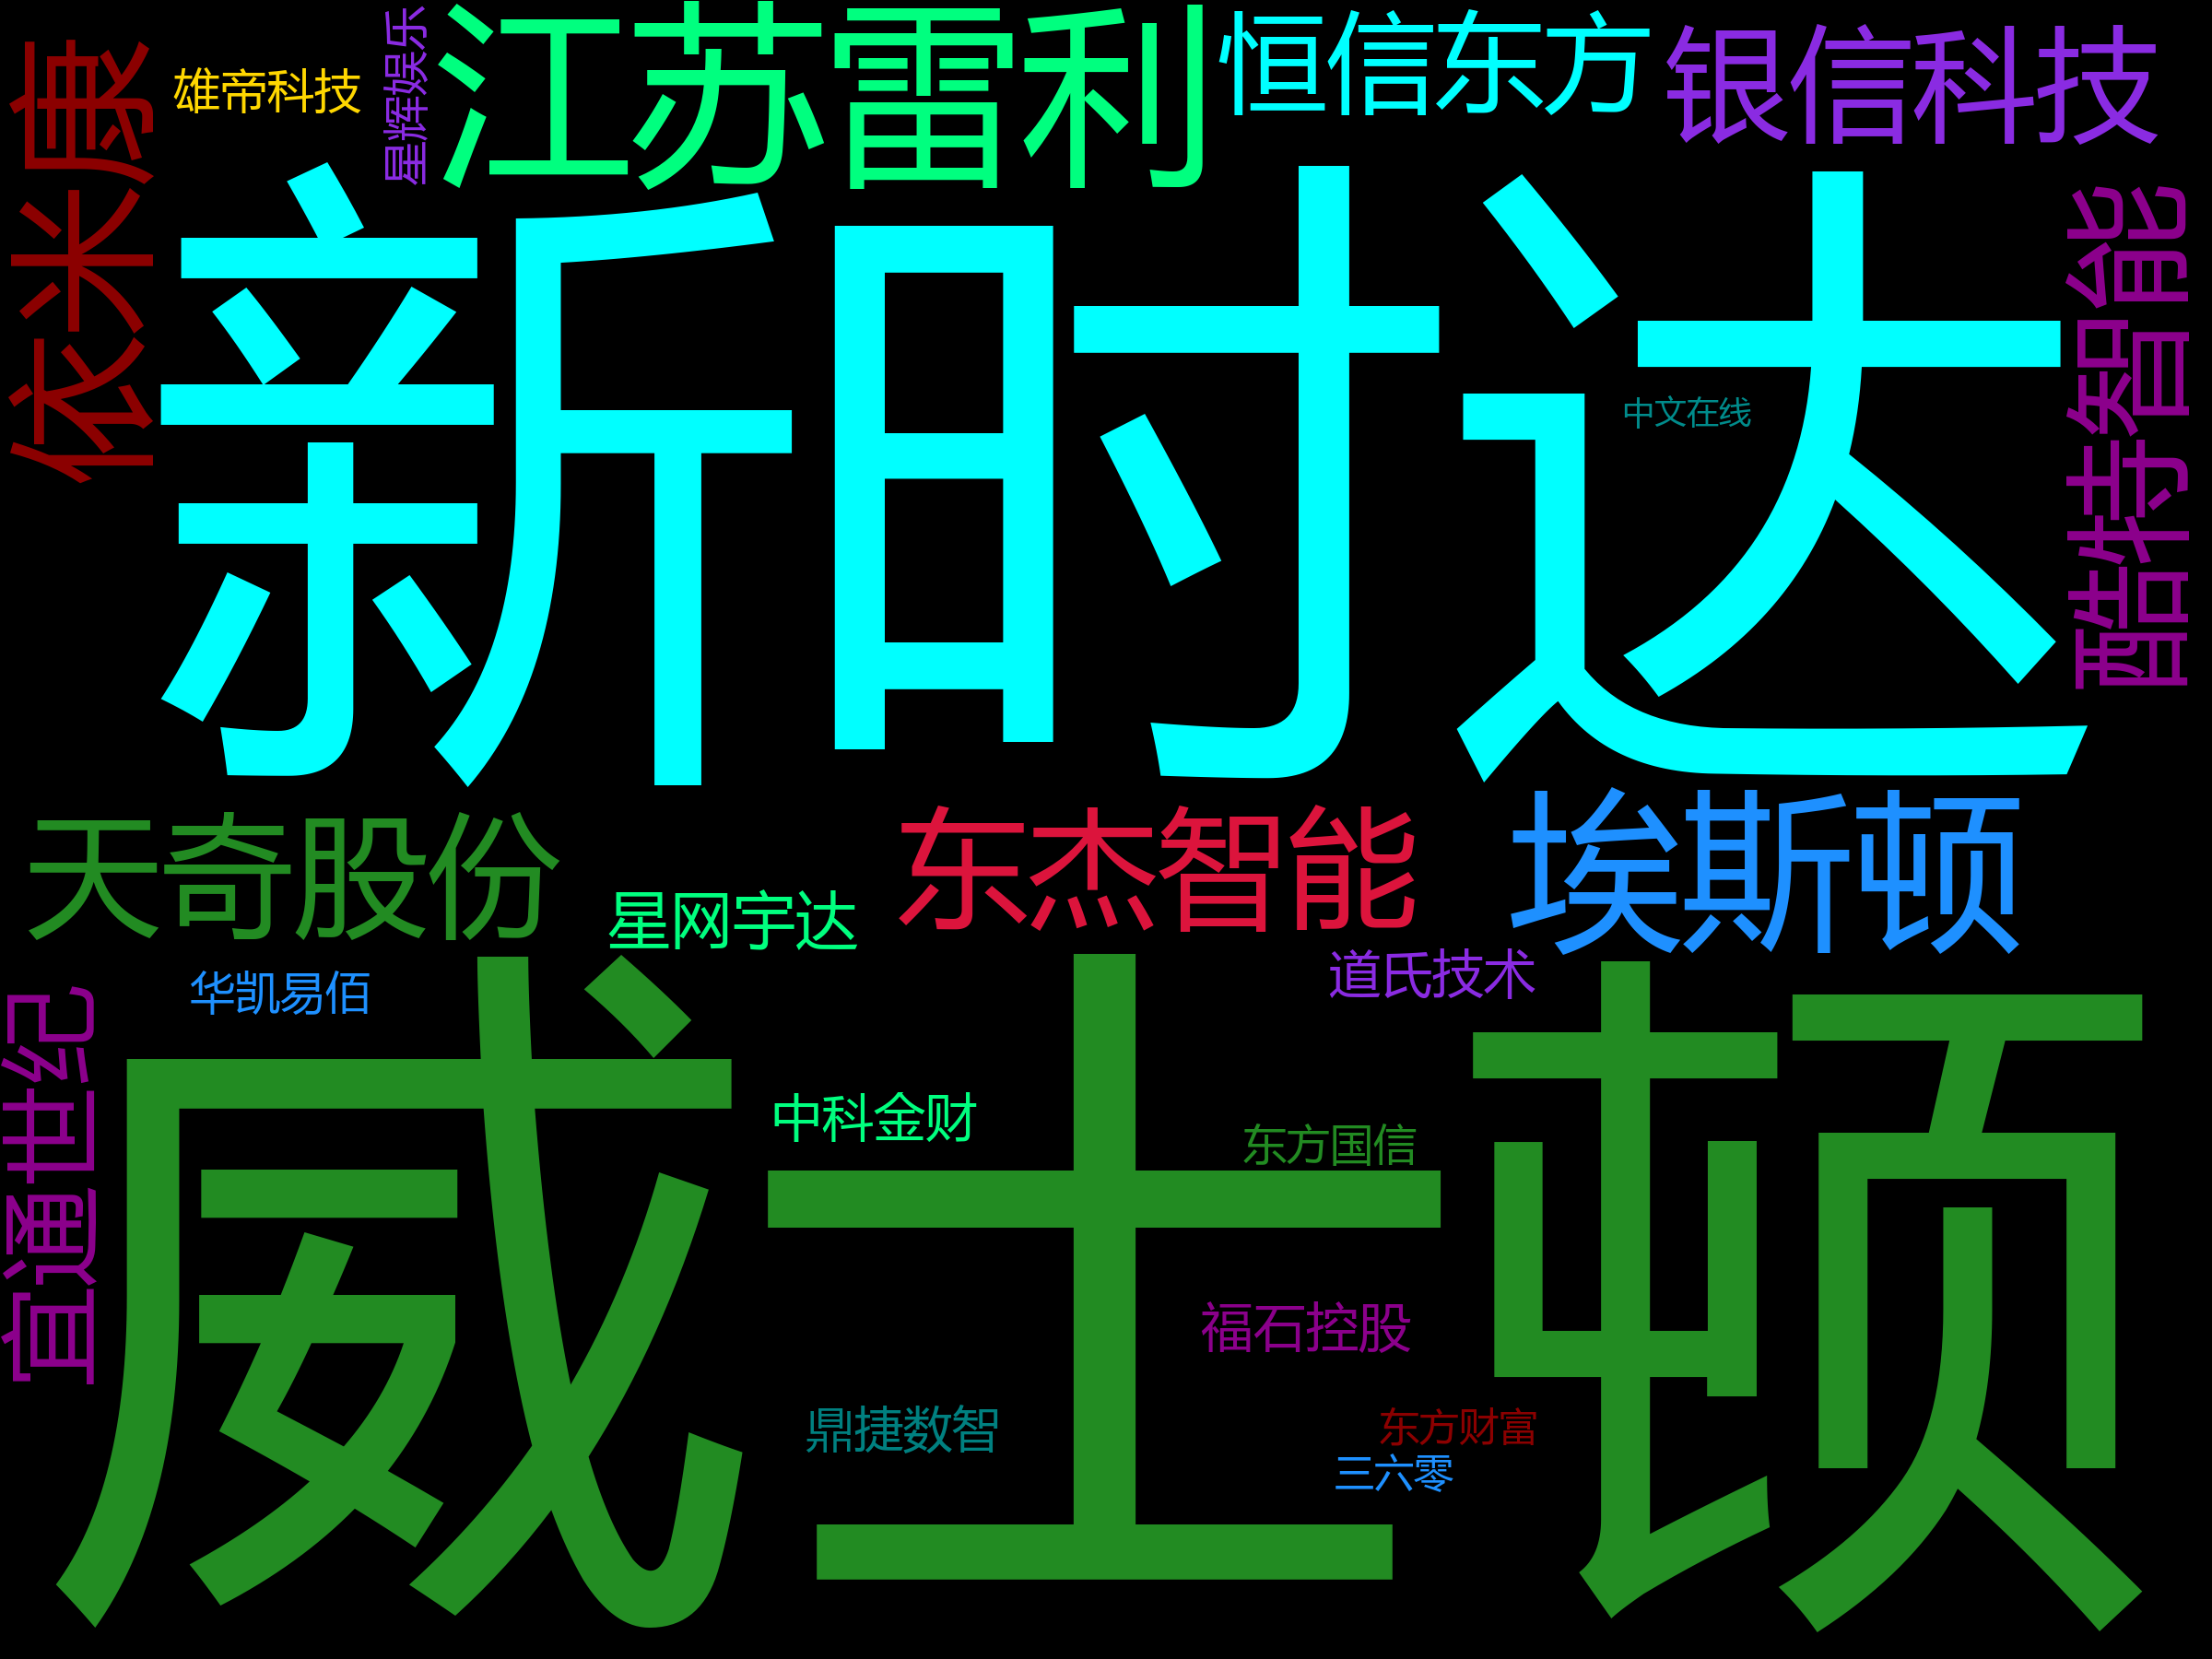 依米康
雄帝科技
星辉娱乐
江苏雷利
恒信东方
银信科技
新时达
中文在线
酷特智能
天奇股份
星网宇达
东杰智能
埃斯顿
华凯易佰
道氏技术
宜通世纪
威士顿
中科金财
东方国信
福石控股
鼎捷数智
东方财富
三六零